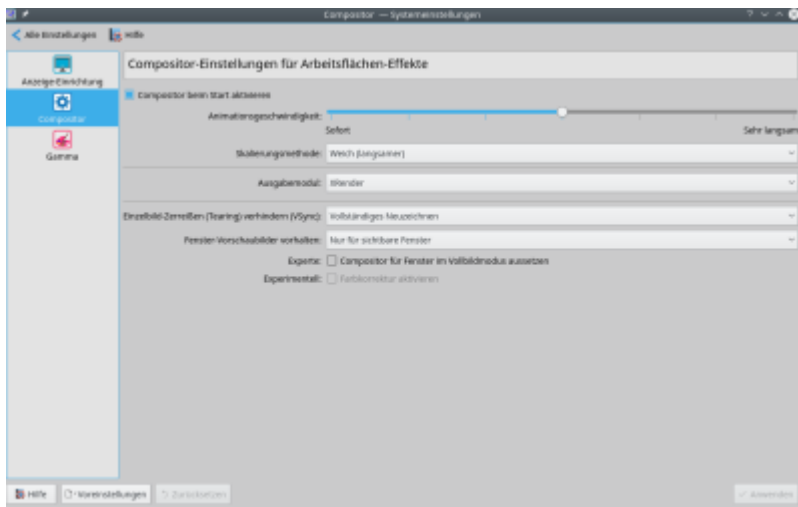 Compositor — Systemeinstellungen
Alle Einstellungen Hilfe
Anzeige-Einrichtung
Compositor
Gamma
Compositor-Einstellungen für Arbeitsflächen-Effekte
Compositor beim Start aktivieren
Animationsgeschwindigkeit:
Sofort Sehr langsam
Skalierungsmethode: Weich (langsamer)
Ausgabemodul: XRender
Einzelbild-Zerreißen (Tearing) verhindern (VSync): Vollständiges Neuzeichnen
Fenster-Vorschaubilder vorhalten: Nur für sichtbare Fenster
Experte: Compositor für Fenster im Vollbildmodus aussetzen
Experimentell: Farbkorrektur aktivieren
Hilfe Voreinstellungen Zurücksetzen Anwenden